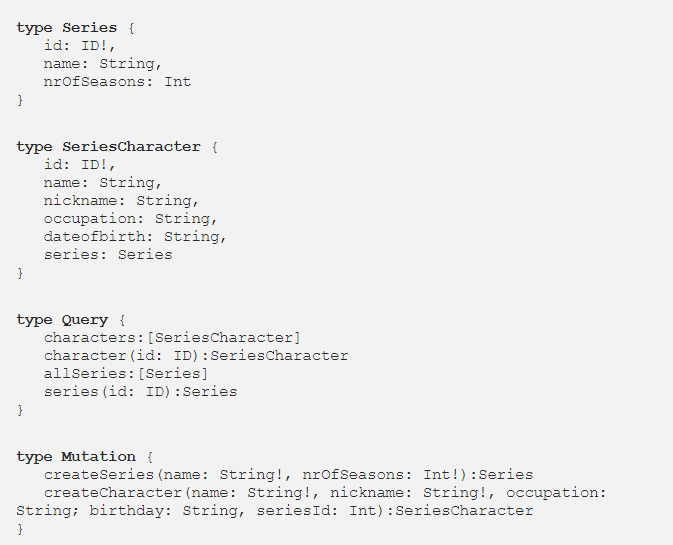 type Series {
id: ID!,
name: String,
nrOfSeasons: Int
}
type SeriesCharacter {
id: ID!,
name: String,
nickname: String,
occupation: String,
dateofbirth: String,
series: Series
}
type Query {
characters:[SeriesCharacter]
character(id: ID):SeriesCharacter
allSeries:[Series]
series(id: ID):Series
}
type Mutation {
createSeries(name: String!, nrOfSeasons: Int!):Series
createCharacter(name: String!, nickname: String!, occupation:
String; birthday: String, seriesId: Int):SeriesCharacter
}